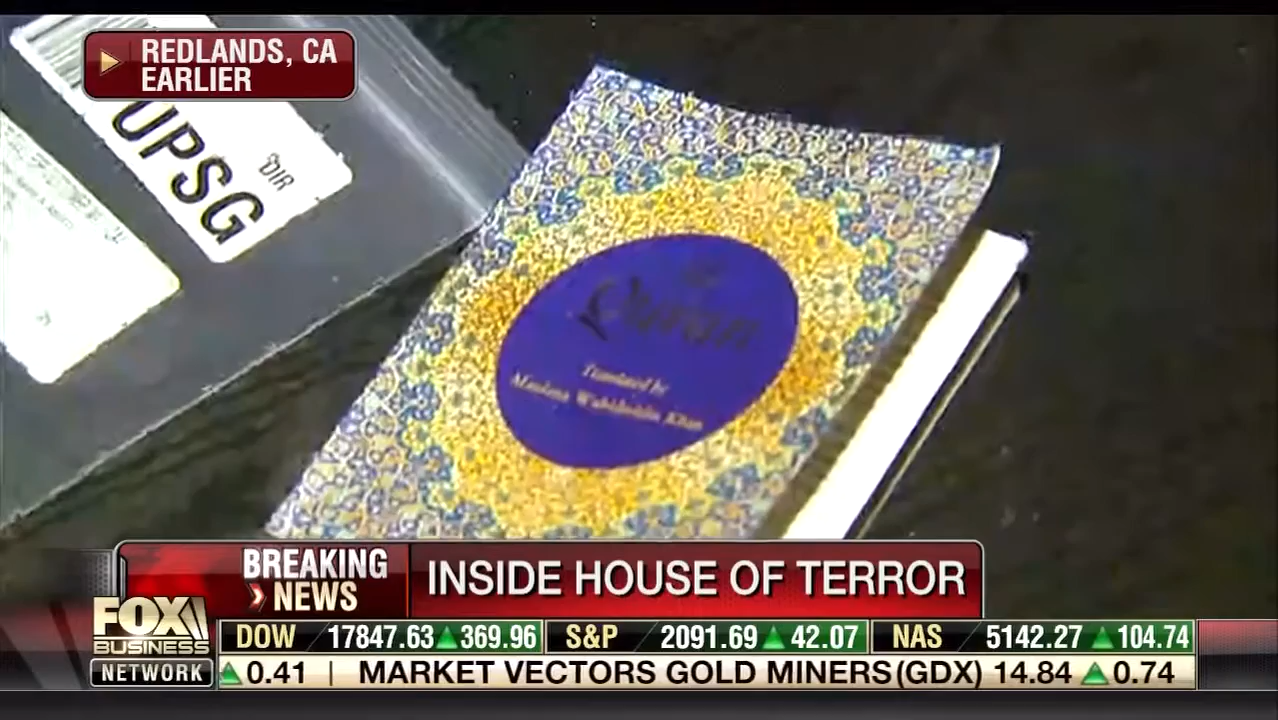 REDLANDS, CA
EARLIER
UPSG
DIR
The
Quran
Translated by
Maulana Wahiduddin Khan
BREAKING
NEWS
INSIDE HOUSE OF TERROR
FOX
BUSINESS
NETWORK
DOW 17847.63 369.96 S&P 2091.69 42.07 NAS 5142.27 104.74
0.41 | MARKET VECTORS GOLD MINERS(GDX) 14.84 0.74